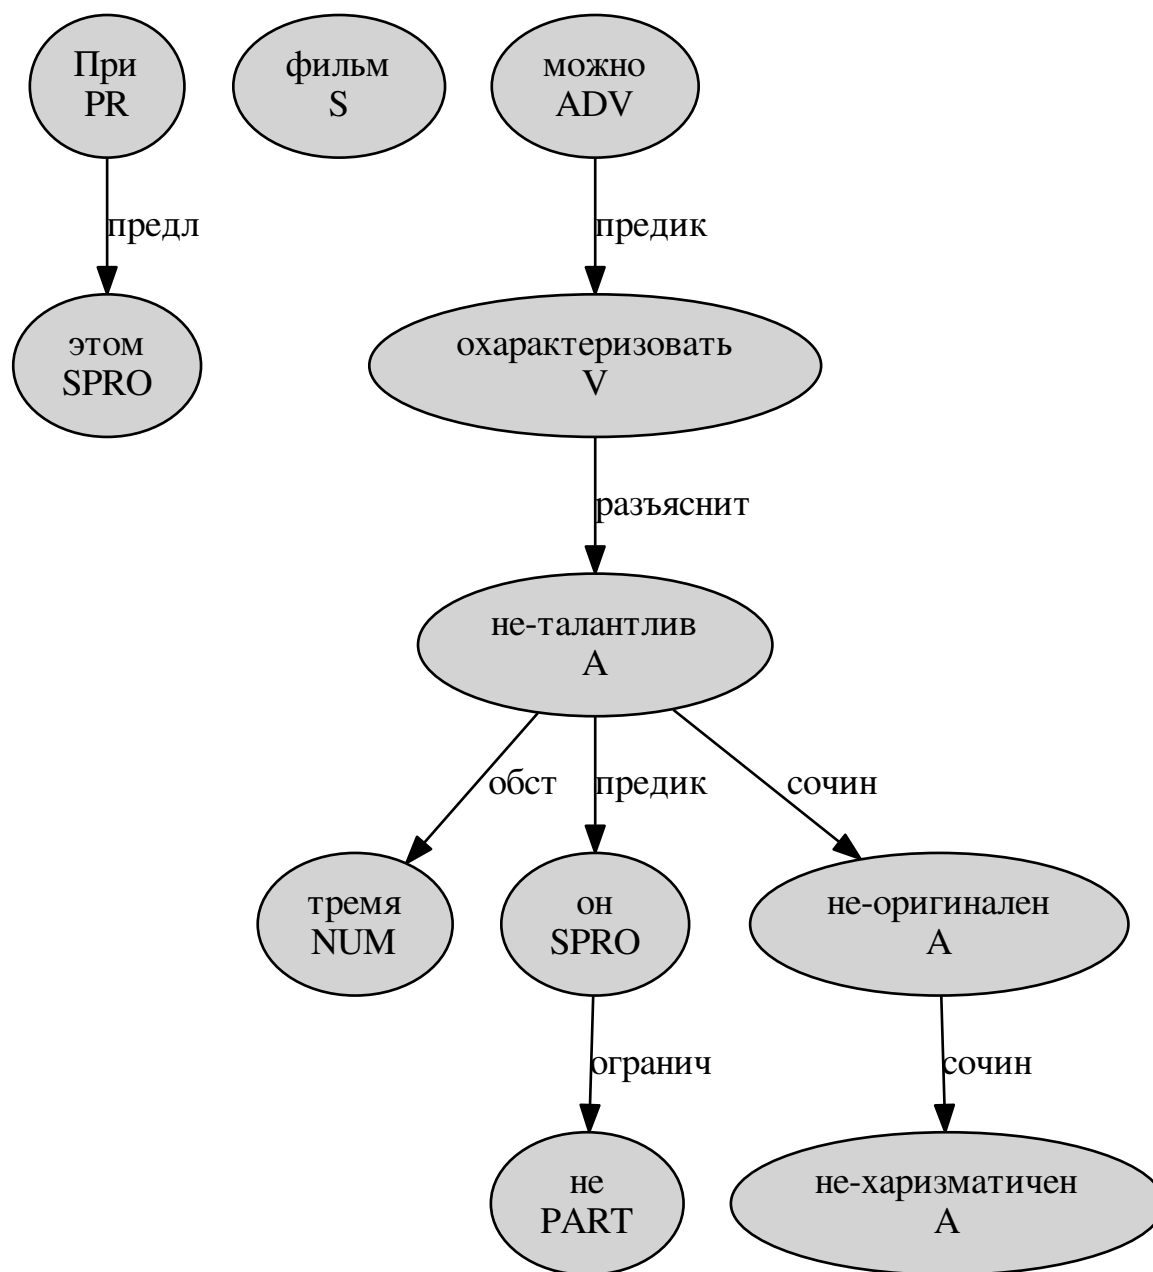 При
PR
фильм
S
можно
ADV
предл
предик
этом
SPRO
охарактеризовать
V
разъяснит
не-талантлив
A
обст
предик
сочин
тремя
NUM
он
SPRO
не-оригинален
A
огранич
сочин
не
PART
не-харизматичен
A